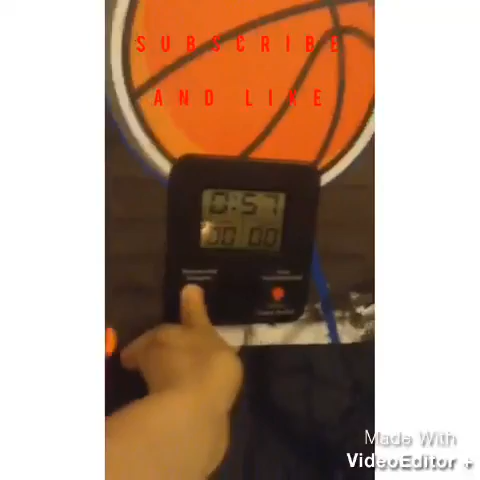 SUBSCRIBE
AND LIKE
0:57
00 00
Made With
VideoEditor +